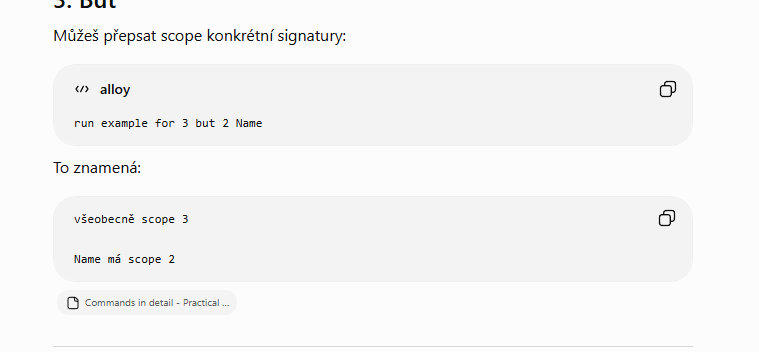 3. But
Můžeš přepsat scope konkrétní signatury:
alloy
run example for 3 but 2 Name
To znamená:
všeobecně scope 3
Name má scope 2
Commands in detail - Practical ...